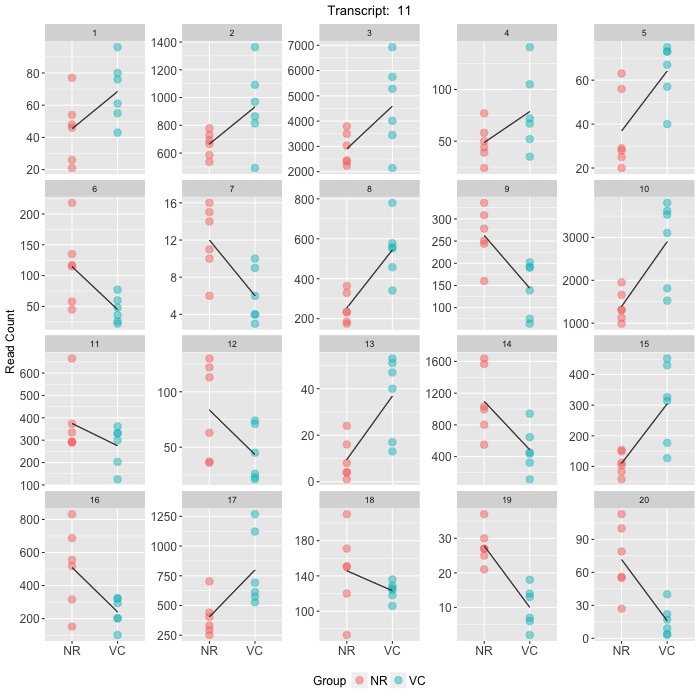 Transcript:  11
1 2 3 4 5
80 60 40 20
1400 1200 1000 800 600
7000 6000 5000 4000 3000 2000
100 50
60 40 20
6 7 8 9 10
200 150 100 50
16 12 8 4
800 600 400 200
300 250 200 150 100
3000 2000 1000
Read Count
11 12 13 14 15
600 500 400 300 200 100
100 50
40 20 0
1600 1200 800 400
400 300 200 100
16 17 18 19 20
800 600 400 200
1250 1000 750 500 250
180 140 100
30 20 10
90 60 30 0
NR VC NR VC NR VC NR VC NR VC
Group NR VC